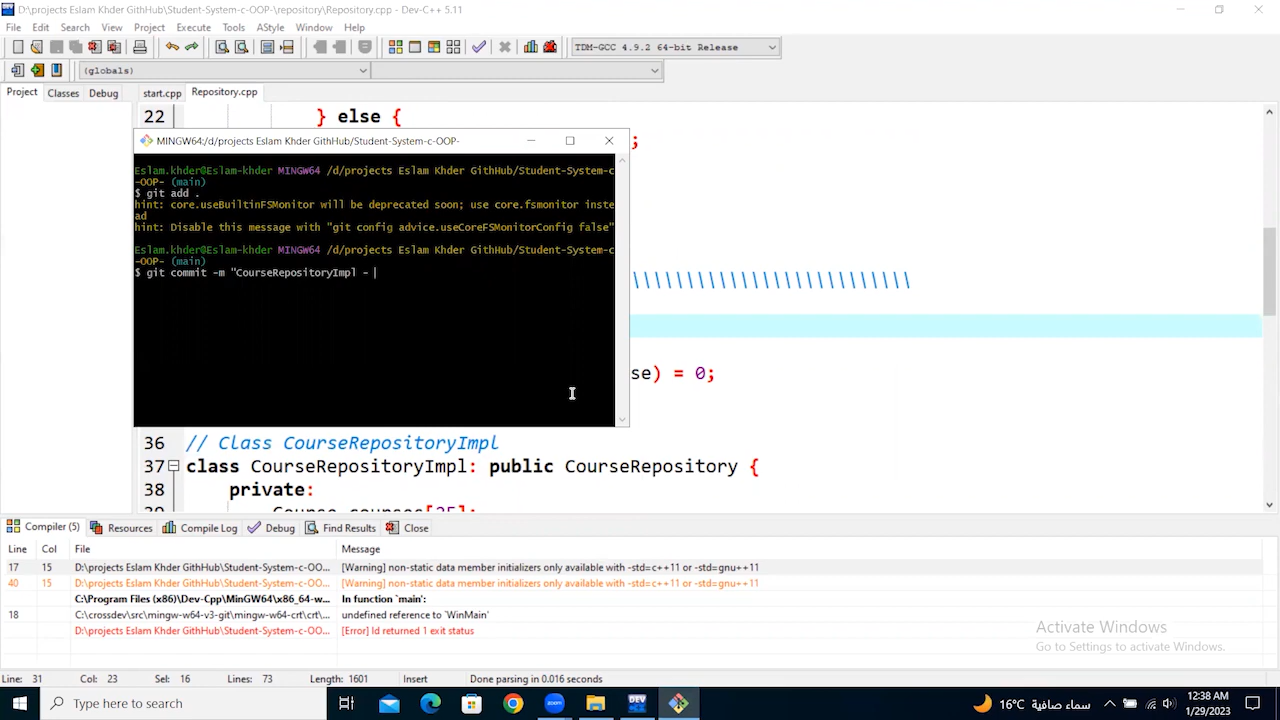 D:\projects Eslam Khder GithHub\Student-System-c-OOP-\repository\Repository.cpp - Dev-C++ 5.11
File Edit Search View Project Execute Tools AStyle Window Help
TDM-GCC 4.9.2 64-bit Release
(globals)
Project Classes Debug start.cpp Repository.cpp
22 } else {
;
MINGW64:/d/projects Eslam Khder GithHub/Student-System-c-OOP-
Eslam.khder@Eslam-khder MINGW64 /d/projects Eslam Khder GithHub/Student-System-c
-OOP- (main)
$ git add .
hint: core.useBuiltinFSMonitor will be deprecated soon; use core.fsmonitor inste
ad
hint: Disable this message with "git config advice.useCoreFSMonitorConfig false"
Eslam.khder@Eslam-khder MINGW64 /d/projects Eslam Khder GithHub/Student-System-c
-OOP- (main)
$ git commit -m "CourseRepositoryImpl - 
\\\\\\\\\\\\\\\\\\\\\\\\\\
se) = 0;
36 // Class CourseRepositoryImpl
37 class CourseRepositoryImpl: public CourseRepository {
38 private:
39 Course courses[25];
Compiler (5) Resources Compile Log Debug Find Results Close
Line Col File Message
17 15 D:\projects Eslam Khder GithHub\Student-System-c-OO... [Warning] non-static data member initializers only available with -std=c++11 or -std=gnu++11
40 15 D:\projects Eslam Khder GithHub\Student-System-c-OO... [Warning] non-static data member initializers only available with -std=c++11 or -std=gnu++11
C:\Program Files (x86)\Dev-Cpp\MinGW64\x86_64-w... In function `main':
18 C:\crossdev\src\mingw-w64-v3-git\mingw-w64-crt\crt\... undefined reference to `WinMain'
D:\projects Eslam Khder GithHub\Student-System-c-OO... [Error] ld returned 1 exit status
Activate Windows
Go to Settings to activate Windows.
Line: 31 Col: 23 Sel: 16 Lines: 73 Length: 1601 Insert Done parsing in 0.016 seconds
Type here to search
16°C سماء صافية
12:38 AM
1/29/2023